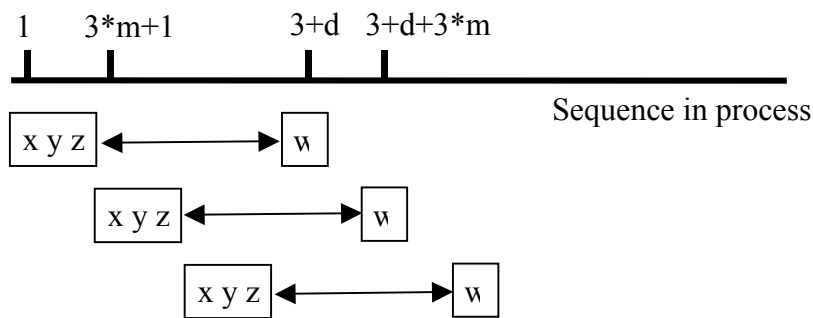 1 3*m+1 3+d 3+d+3*m
Sequence in process
x y z w
x y z w
x y z w